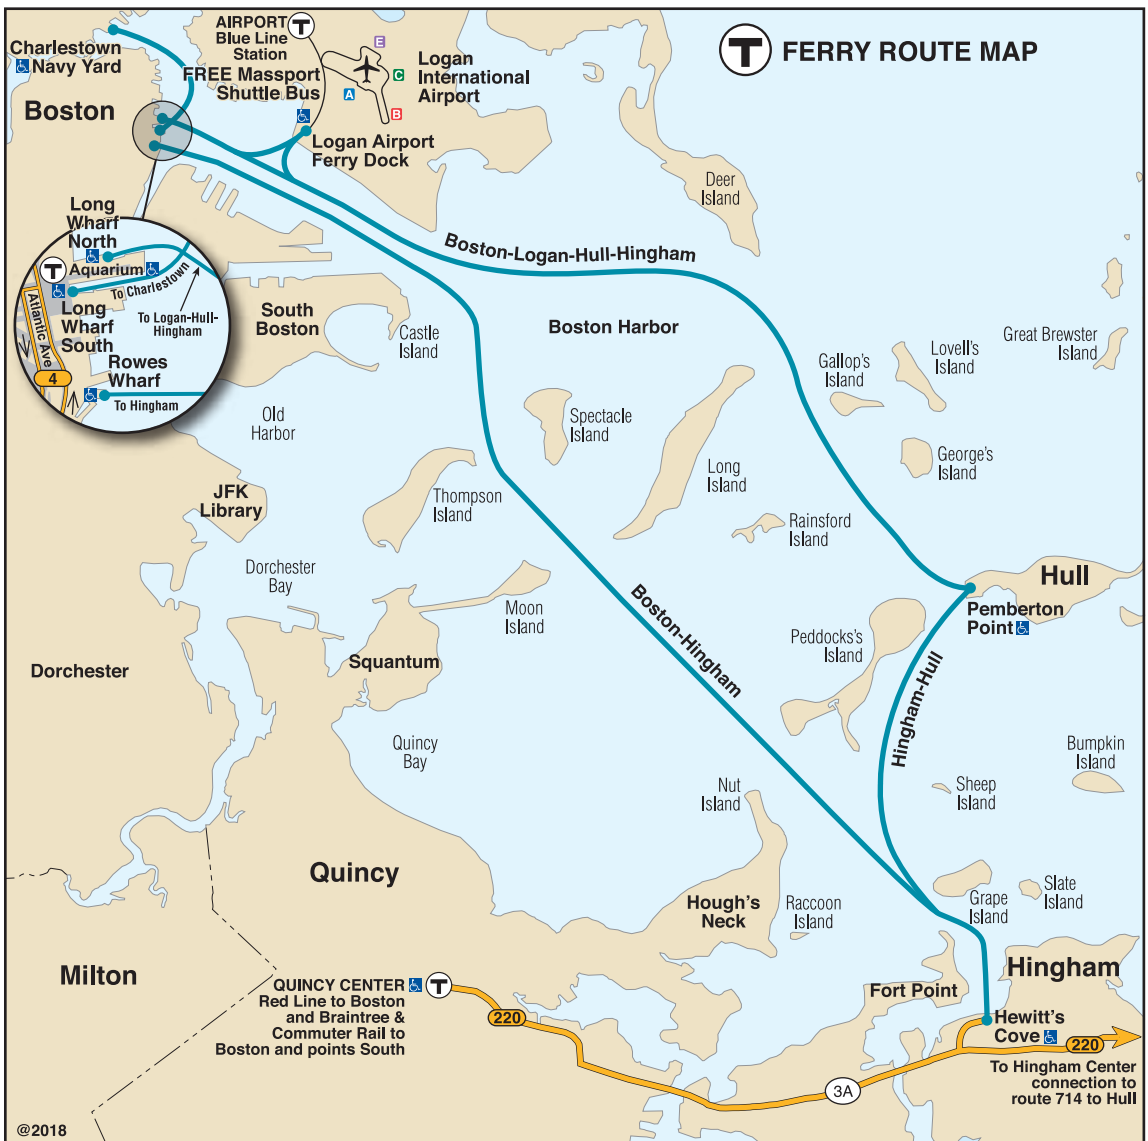 T FERRY ROUTE MAP
AIRPORT
Blue Line
Station
T
Charlestown
Navy Yard
FREE Massport
Shuttle Bus
E
C
A
B
Logan
International
Airport
Boston
Logan Airport
Ferry Dock
Deer
Island
Long
Wharf
North
T
Aquarium
To Charlestown
Long
Wharf
South
To Logan-Hull-
Hingham
Atlantic Ave
4
Rowes
Wharf
To Hingham
Boston-Logan-Hull-Hingham
South
Boston
Castle
Island
Boston Harbor
Gallop's
Island
Lovell's
Island
Great Brewster
Island
Old
Harbor
Spectacle
Island
George's
Island
Long
Island
JFK
Library
Thompson
Island
Rainsford
Island
Dorchester
Bay
Moon
Island
Boston-Hingham
Hull
Pemberton
Point
Peddocks's
Island
Squantum
Dorchester
Hingham-Hull
Quincy
Bay
Bumpkin
Island
Nut
Island
Sheep
Island
Quincy
Hough's
Neck
Raccoon
Island
Grape
Island
Slate
Island
Milton
Hingham
QUINCY CENTER T
Red Line to Boston
and Braintree &
Commuter Rail to
Boston and points South
220
Fort Point
Hewitt's
Cove
220
3A
To Hingham Center
connection to
route 714 to Hull
@2018